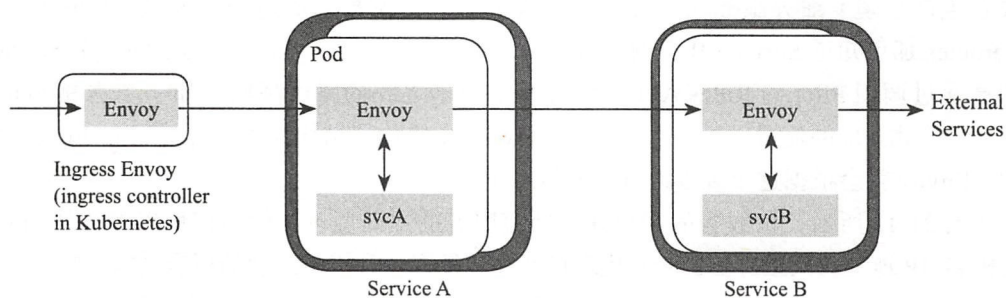 Pod
Envoy
Envoy
Envoy
External
Services
Ingress Envoy
(ingress controller
in Kubernetes)
svcA
svcB
Service A
Service B